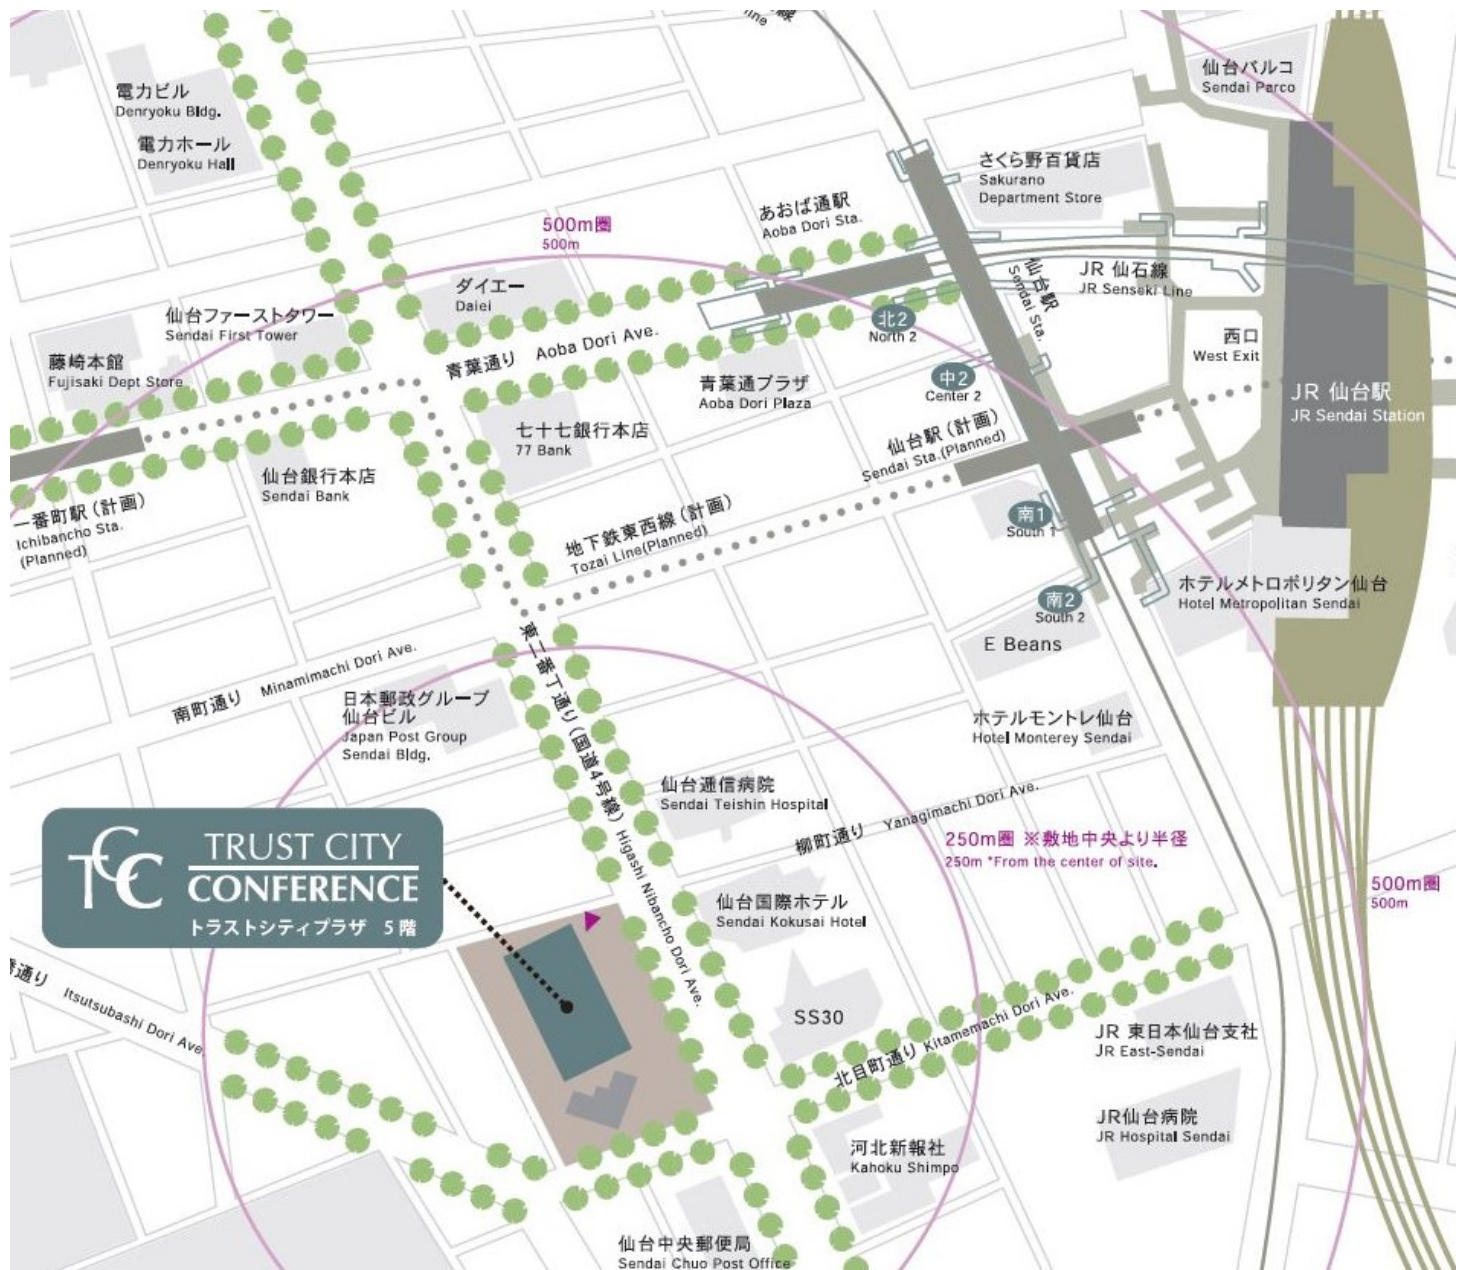 電力ビル
Denryoku Bldg.
電力ホール
Denryoku Hall
仙台パルコ
Sendai Parco
さくら野百貨店
Sakurano
Department Store
あおば通駅
Aoba Dori Sta.
500m圏
500m
ダイエー
Daiei
仙台ファーストタワー
Sendai First Tower
藤崎本館
Fujisaki Dept Store
青葉通り Aoba Dori Ave.
北2
North 2
仙台駅
Sendai Sta.
JR 仙石線
JR Senseki Line
西口
West Exit
中2
Center 2
青葉通プラザ
Aoba Dori Plaza
JR 仙台駅
JR Sendai Station
七十七銀行本店
77 Bank
仙台駅(計画)
Sendai Sta.(Planned)
仙台銀行本店
Sendai Bank
一番町駅(計画)
Ichibancho Sta.
(Planned)
地下鉄東西線(計画)
Tozai Line(Planned)
南1
South 1
南2
South 2
ホテルメトロポリタン仙台
Hotel Metropolitan Sendai
E Beans
南町通り Minamimachi Dori Ave.
日本郵政グループ
仙台ビル
Japan Post Group
Sendai Bldg.
東二番丁通り(国道4号線) Higashi Nibancho Dori Ave.
ホテルモントレ仙台
Hotel Monterey Sendai
仙台逓信病院
Sendai Teishin Hospital
柳町通り Yanagimachi Dori Ave.
250m圏 ※敷地中央より半径
250m *From the center of site.
500m圏
500m
TCC
TRUST CITY
CONFERENCE
トラストシティプラザ 5階
仙台国際ホテル
Sendai Kokusai Hotel
通り Itsutsubashi Dori Ave.
SS30
北目町通り Kitamemachi Dori Ave.
JR 東日本仙台支社
JR East-Sendai
JR仙台病院
JR Hospital Sendai
河北新報社
Kahoku Shimpo
仙台中央郵便局
Sendai Chuo Post Office